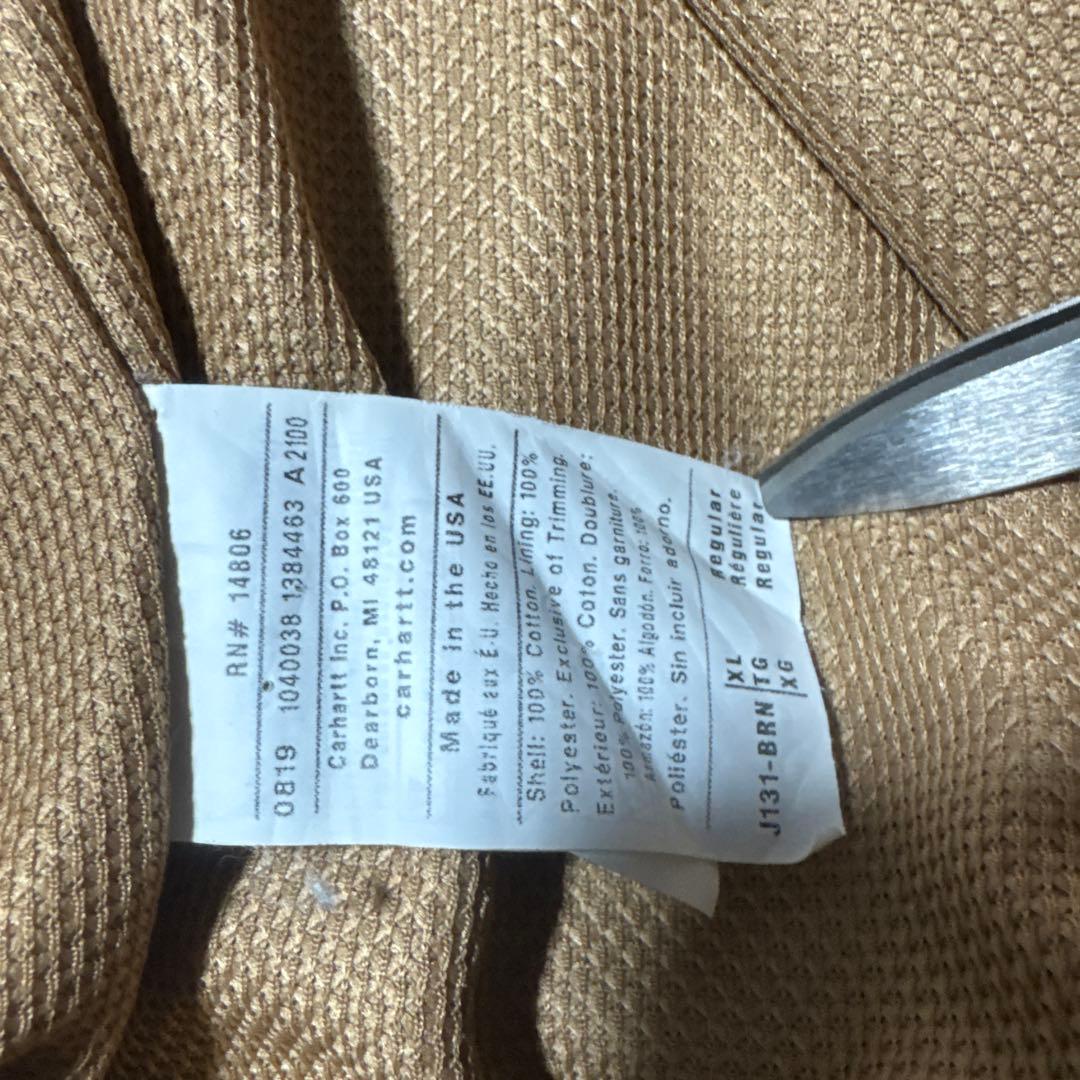 RN# 14806
0819 1040038 1384463 A 2100
Carhartt Inc. P.O. Box 600
Dearborn, MI 48121 USA
carhartt.com
Made in the USA
Fabriqué aux É.-U. Hecho en los EE.UU.
Shell: 100% Cotton. Lining: 100%
Polyester. Exclusive of Trimming.
Extérieur: 100% Coton. Doublure:
100% Polyester. Sans garniture.
Armazón: 100% Algodón. Forro: 100%
Poliéster. Sin incluir adorno.
XL Regular
J131-BRN TG Régulière
XG Regular